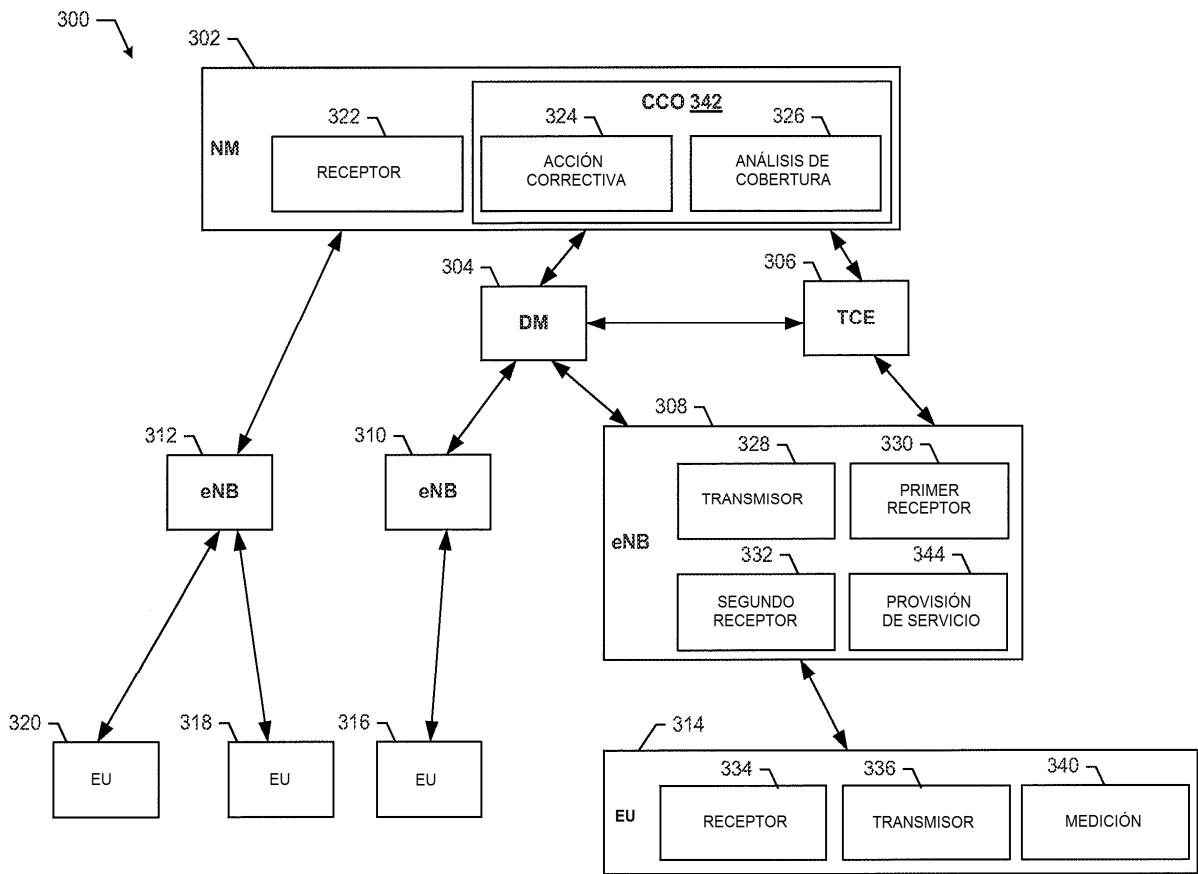 300
302
CCO 342
322
324
326
NM
RECEPTOR
ACCIÓN
CORRECTIVA
ANÁLISIS DE
COBERTURA
304
306
DM
TCE
308
312
310
328
330
eNB
eNB
TRANSMISOR
PRIMER
RECEPTOR
eNB
332
344
SEGUNDO
RECEPTOR
PROVISIÓN
DE SERVICIO
320
318
316
314
EU
EU
EU
334
336
340
EU
RECEPTOR
TRANSMISOR
MEDICIÓN